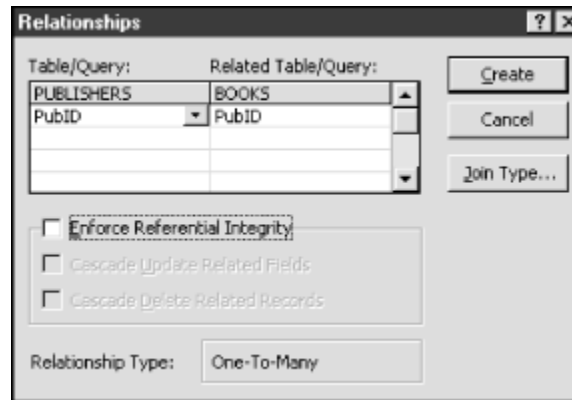 Relationships
Table/Query: Related Table/Query:
PUBLISHERS BOOKS
PubID PubID
Create
Cancel
Join Type...
Enforce Referential Integrity
Cascade Update Related Fields
Cascade Delete Related Records
Relationship Type: One-To-Many